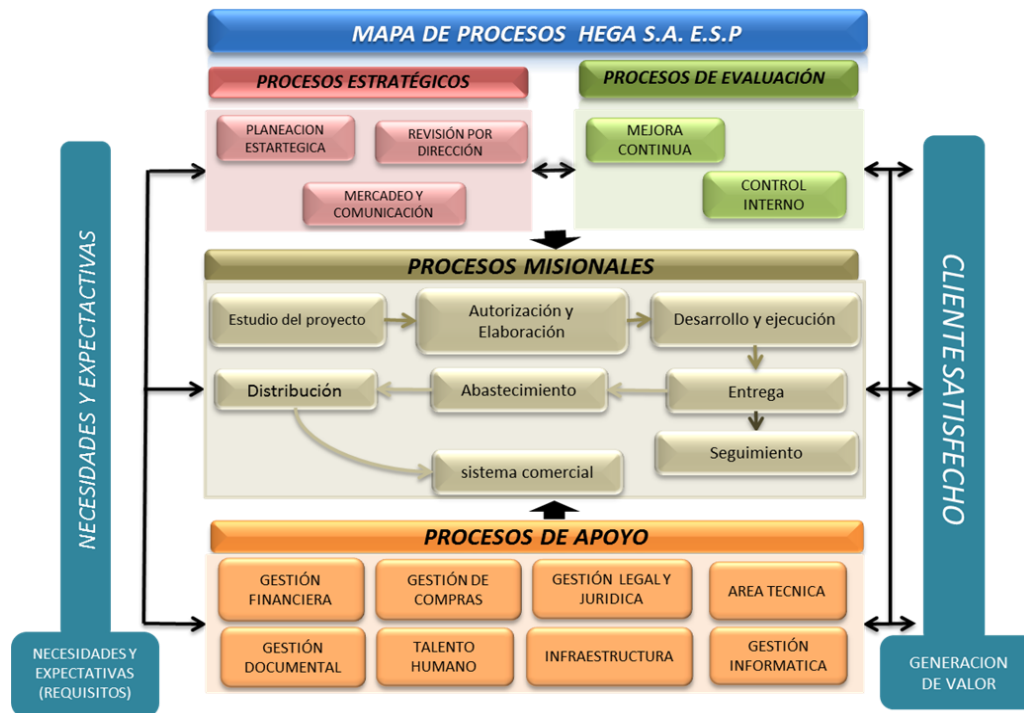 MAPA DE PROCESOS HEGA S.A. E.S.P
PROCESOS ESTRATÉGICOS
PROCESOS DE EVALUACIÓN
PLANEACION
ESTARTEGICA
REVISIÓN POR
DIRECCIÓN
MERCADEO Y
COMUNICACIÓN
MEJORA
CONTINUA
CONTROL
INTERNO
NECESIDADES Y EXPECTACTIVAS
PROCESOS MISIONALES
Estudio del proyecto
Autorización y
Elaboración
Desarrollo y ejecución
Distribución
Abastecimiento
Entrega
Seguimiento
sistema comercial
CLIENTE SATISFECHO
PROCESOS DE APOYO
GESTIÓN
FINANCIERA
GESTIÓN DE
COMPRAS
GESTIÓN LEGAL Y
JURIDICA
AREA TECNICA
GESTIÓN
DOCUMENTAL
TALENTO
HUMANO
INFRAESTRUCTURA
GESTIÓN
INFORMATICA
NECESIDADES Y
EXPECTATIVAS
(REQUISITOS)
GENERACION
DE VALOR